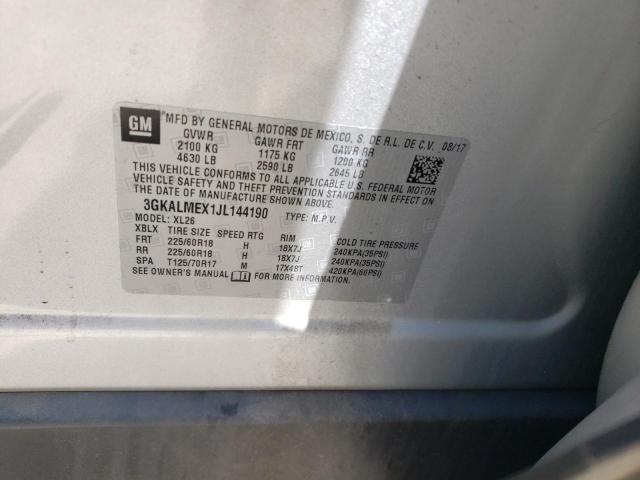 GM
MFD BY GENERAL MOTORS DE MEXICO, S. DE R.L. DE C.V. 08/17
GVWR GAWR FRT GAWR RR
2100 KG 1175 KG 1200 KG
4630 LB 2590 LB 2645 LB
THIS VEHICLE CONFORMS TO ALL APPLICABLE U.S. FEDERAL MOTOR
VEHICLE SAFETY AND THEFT PREVENTION STANDARDS IN EFFECT ON THE
DATE OF MANUFACTURE SHOWN ABOVE.
3GKALMEX1JL144190 TYPE: M.P.V.
MODEL: XL26
XBLX TIRE SIZE SPEED RTG RIM COLD TIRE PRESSURE
FRT 225/60R18 H 18X7J 240KPA(35PSI)
RR 225/60R18 H 18X7J 240KPA(35PSI)
SPA T125/70R17 M 17X4BT 420KPA(60PSI)
SEE OWNER'S MANUAL FOR MORE INFORMATION.